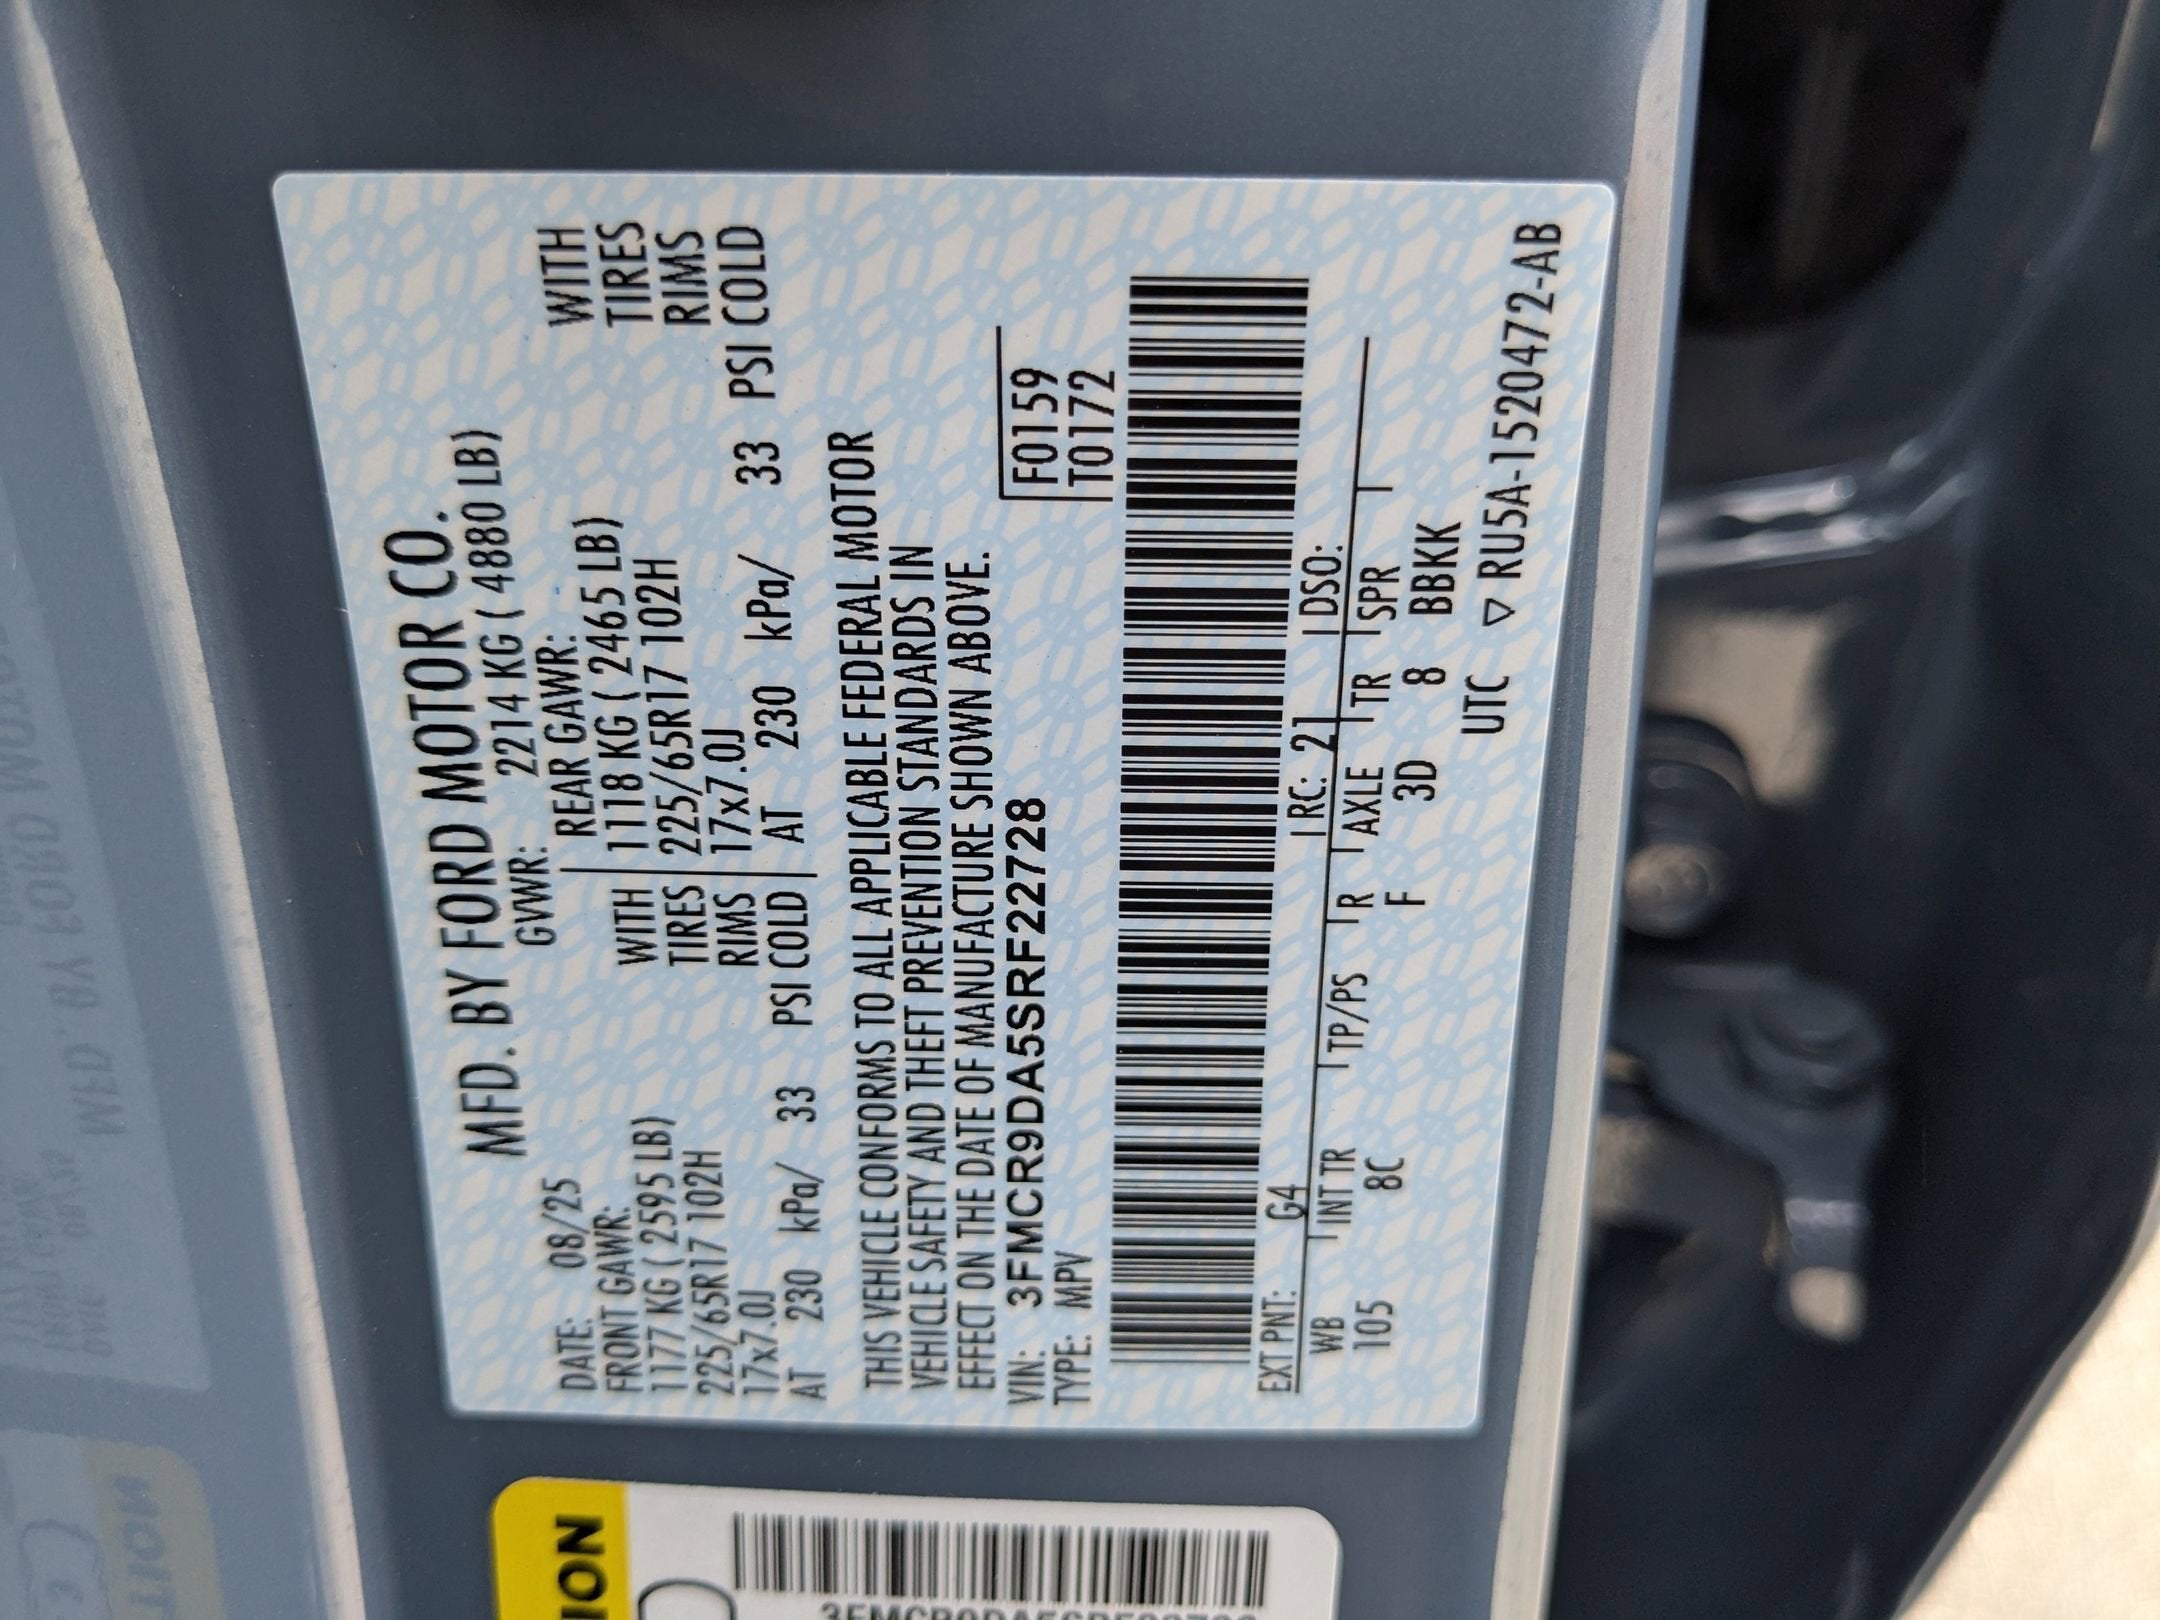 MFD. BY FORD MOTOR CO.
DATE: 08/25 GVWR: 2214 KG ( 4880 LB)
FRONT GAWR: REAR GAWR:
1177 KG ( 2595 LB) WITH 1118 KG ( 2465 LB) WITH
225/65R17 102H TIRES 225/65R17 102H TIRES
17x7.0J RIMS 17x7.0J RIMS
AT 230 kPa/ 33 PSI COLD AT 230 kPa/ 33 PSI COLD
THIS VEHICLE CONFORMS TO ALL APPLICABLE FEDERAL MOTOR
VEHICLE SAFETY AND THEFT PREVENTION STANDARDS IN
EFFECT ON THE DATE OF MANUFACTURE SHOWN ABOVE.
VIN: 3FMCR9DA5SRF22728 F0159
TYPE: MPV T0172
EXT PNT: G4 RC: 21 DSO:
WB INT TR TP/PS R AXLE TR SPR
105 8C F 3D 8 BBKK
UTC ▽ RU5A-1520472-AB
ION